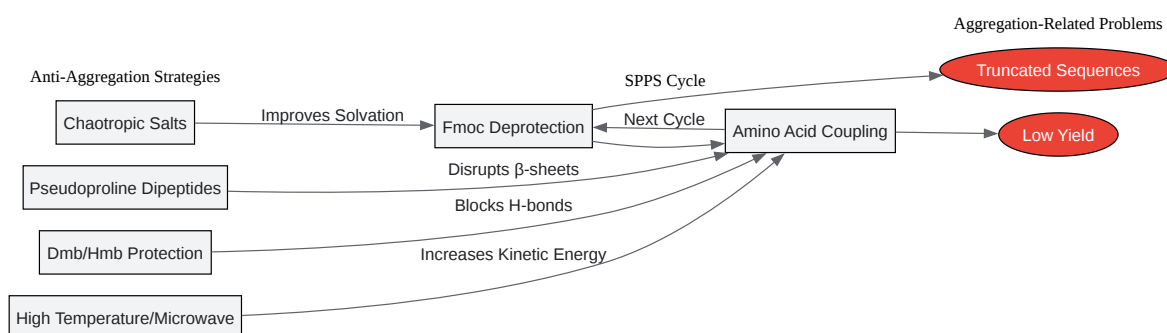 Aggregation-Related Problems
Truncated Sequences
Anti-Aggregation Strategies
SPPS Cycle
Chaotropic Salts
Improves Solvation
Fmoc Deprotection
Next Cycle
Amino Acid Coupling
Low Yield
Disrupts β-sheets
Pseudoproline Dipeptides
Blocks H-bonds
Dmb/Hmb Protection
Increases Kinetic Energy
High Temperature/Microwave